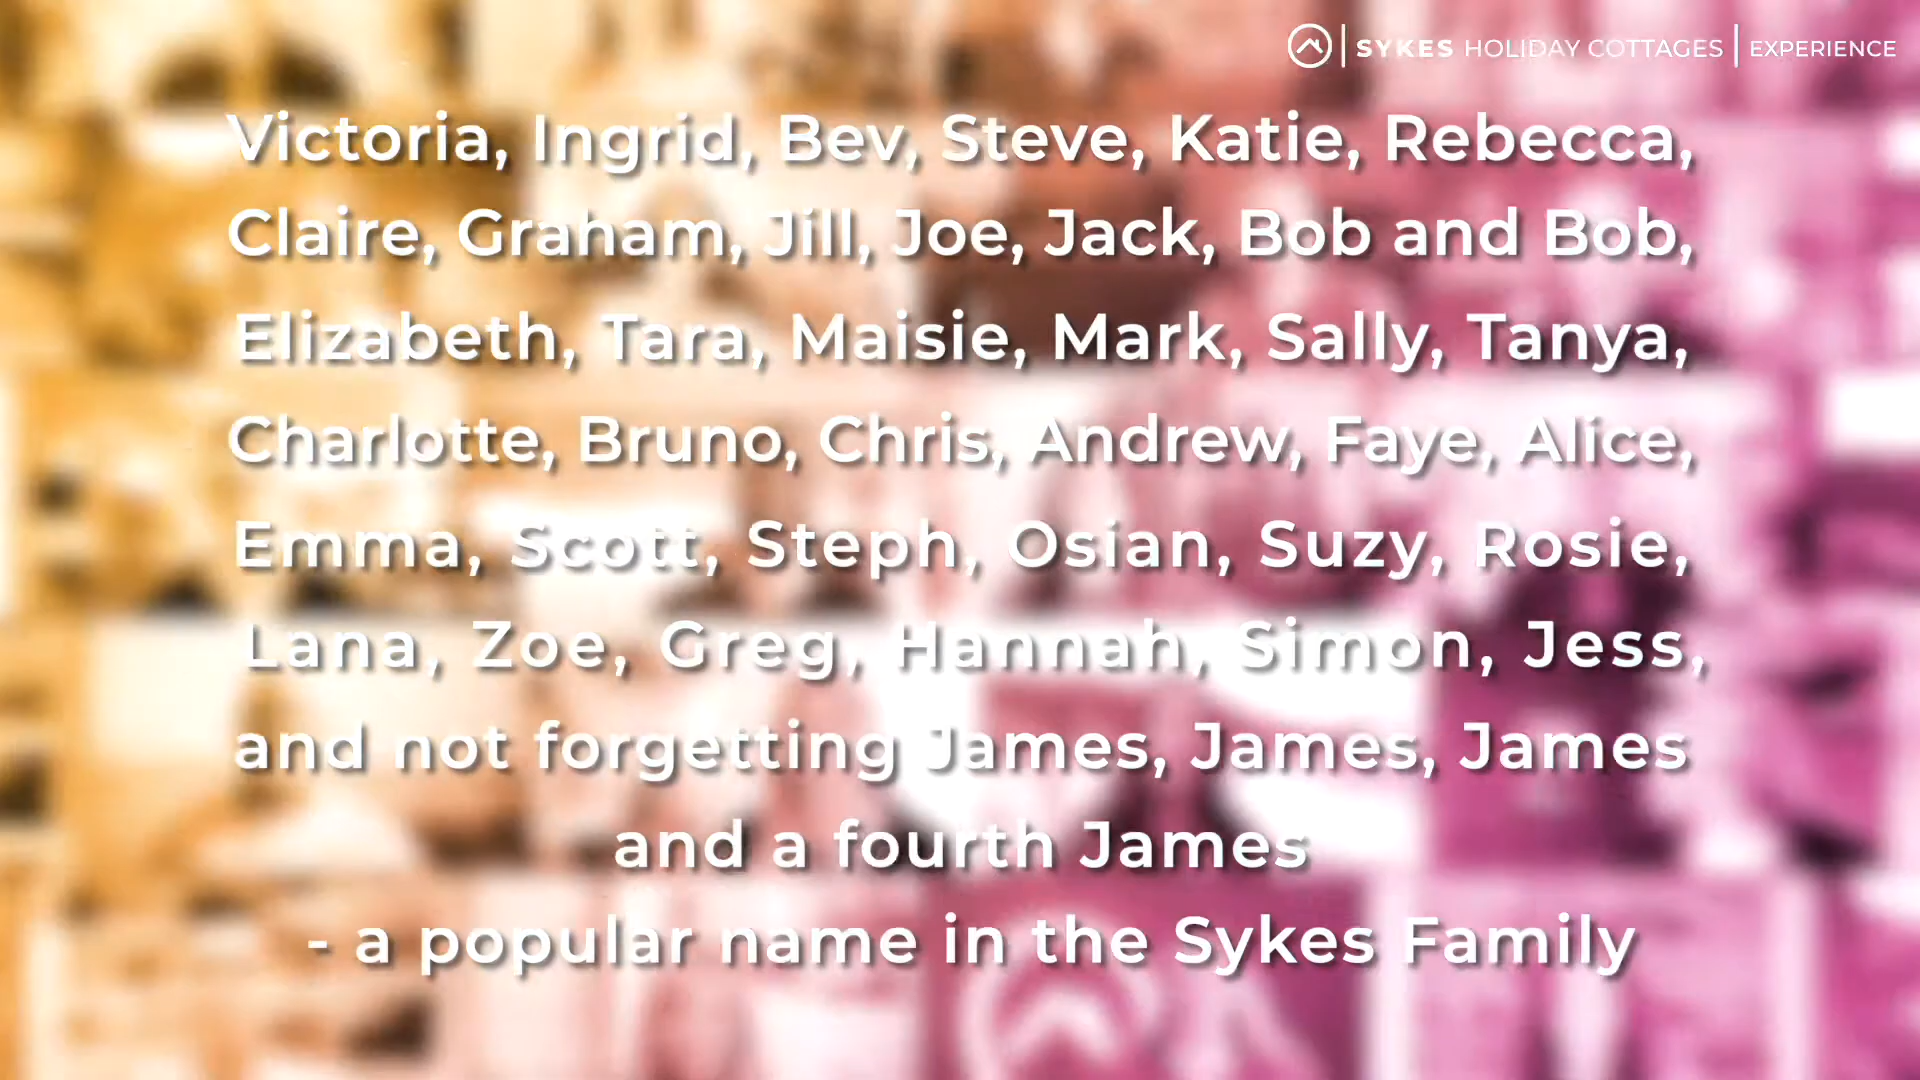 SYKES HOLIDAY COTTAGES EXPERIENCE
Victoria, Ingrid, Bev, Steve, Katie, Rebecca,
Claire, Graham, Jill, Joe, Jack, Bob and Bob,
Elizabeth, Tara, Maisie, Mark, Sally, Tanya,
Charlotte, Bruno, Chris, Andrew, Faye, Alice,
Emma, Scott, Steph, Osian, Suzy, Rosie,
Lana, Zoe, Greg, Hannah, Simon, Jess,
and not forgetting James, James, James
and a fourth James
- a popular name in the Sykes Family